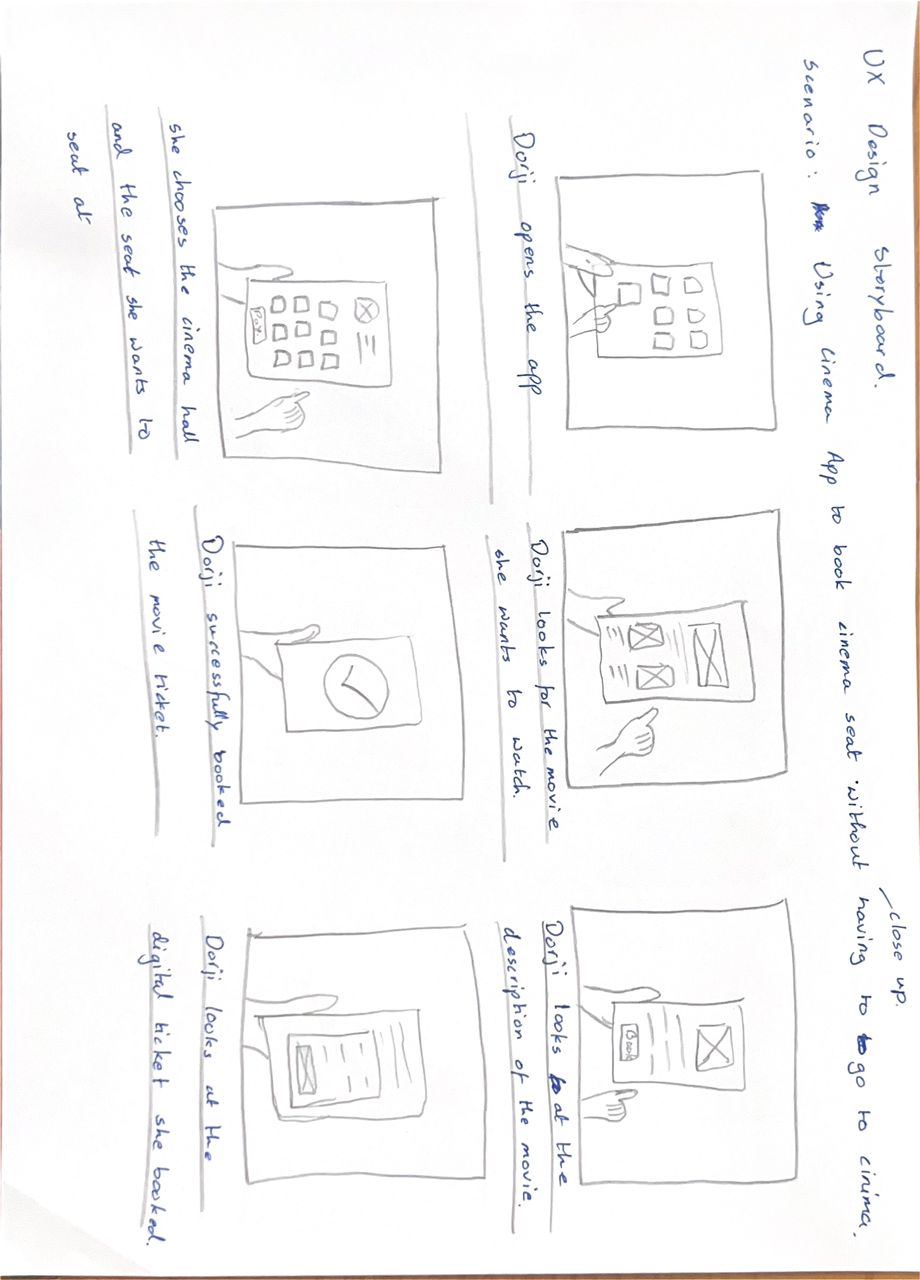 UX Design Storyboard.
close up.
Scenario: Using Cinema App to book cinema seat without having to go to cinima.
Dorji opens the app
Dorji looks for the movie
she wants to watch.
Book
Dorji looks at the
description of the movie.
Pay.
she chooses the cinema hall
and the seat she wants to
seat at
Dorji successfully booked
the movie ticket.
Dorji looks at the
digital ticket she booked.